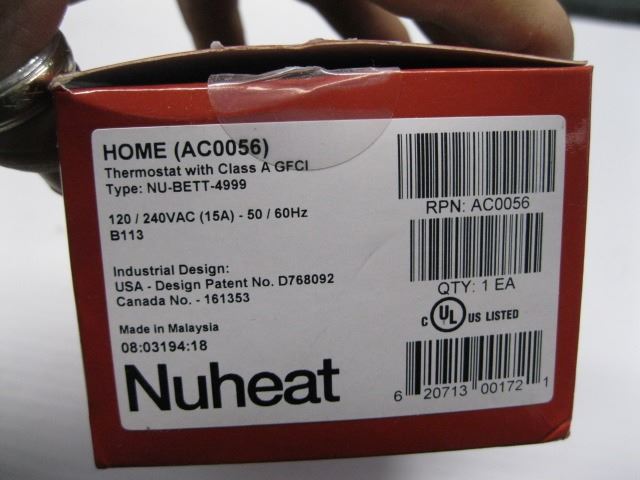 HOME (AC0056)
Thermostat with Class A GFCI
Type: NU-BETT-4999
120 / 240VAC (15A) - 50 / 60Hz
B113
Industrial Design:
USA - Design Patent No. D768092
Canada No. - 161353
Made in Malaysia
08:03194:18
Nuheat
RPN: AC0056
QTY: 1 EA
C UL US LISTED
6 20713 00172 1